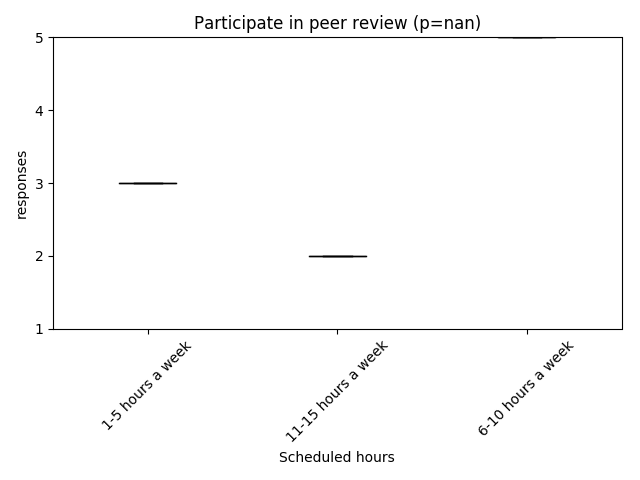 Participate in peer review (p=nan)
5
4
3
2
1
responses
1-5 hours a week
11-15 hours a week
6-10 hours a week
Scheduled hours